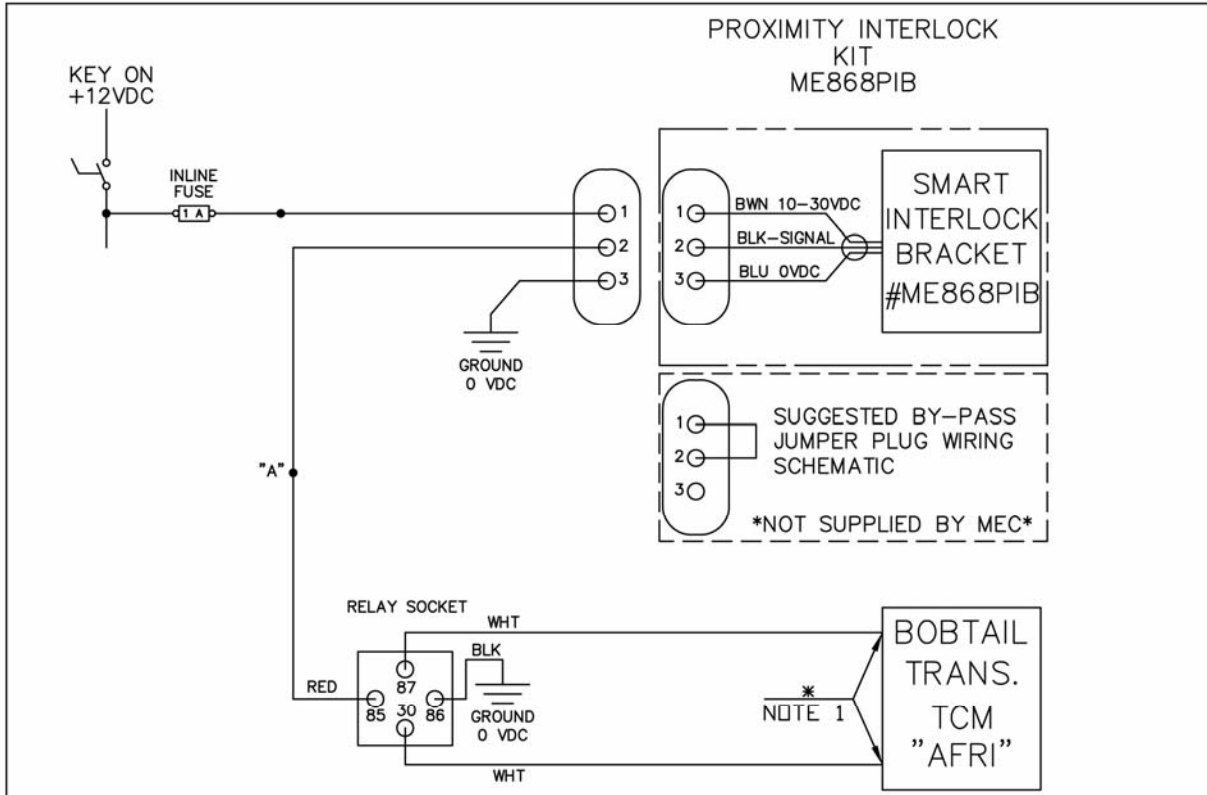 PROXIMITY INTERLOCK
KIT
ME868PIB
KEY ON
+12VDC
INLINE
FUSE
1 A
1
2
3
GROUND
0 VDC
1
2
3
BWN 10-30VDC
BLK-SIGNAL
BLU 0VDC
SMART
INTERLOCK
BRACKET
#ME868PIB
1
2
3
SUGGESTED BY-PASS
JUMPER PLUG WIRING
SCHEMATIC
*NOT SUPPLIED BY MEC*
"A"
RELAY SOCKET
WHT
BLK
RED
87
85
30
86
GROUND
0 VDC
WHT
*
NOTE 1
BOBTAIL
TRANS.
TCM
"AFRI"